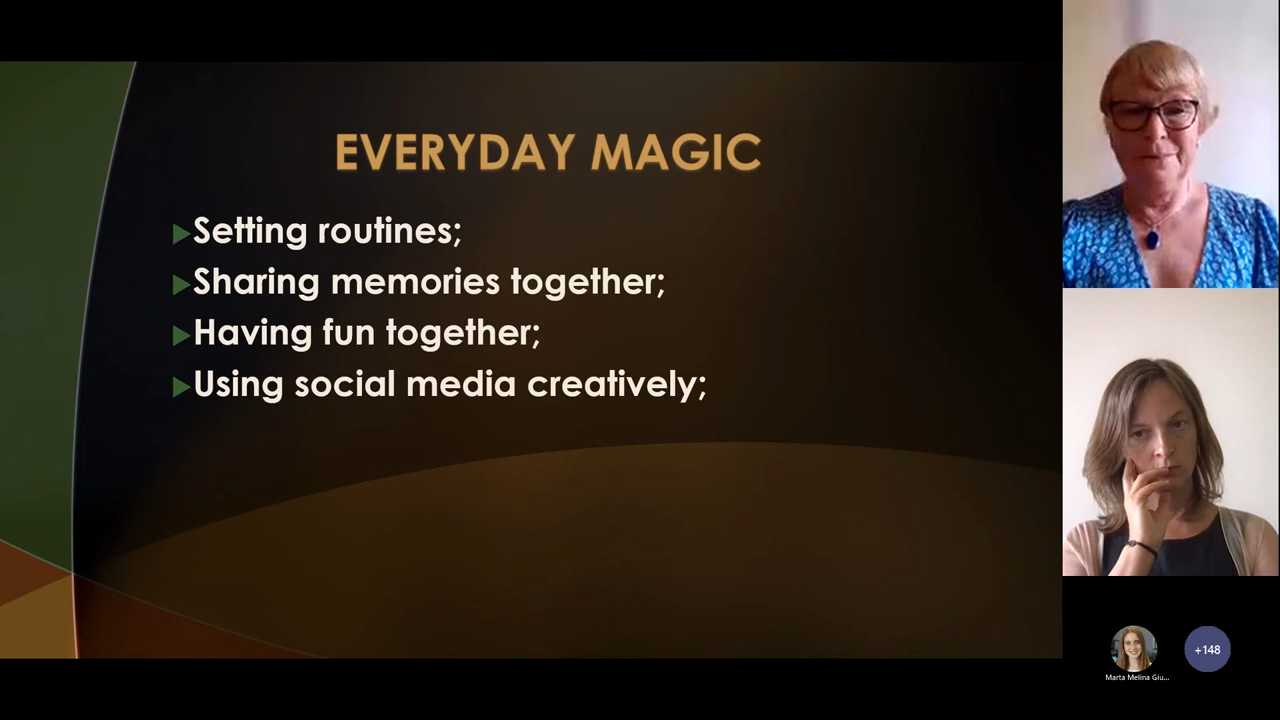 EVERYDAY MAGIC
Setting routines;
Sharing memories together;
Having fun together;
Using social media creatively;
+148
Marta Melina Giu...